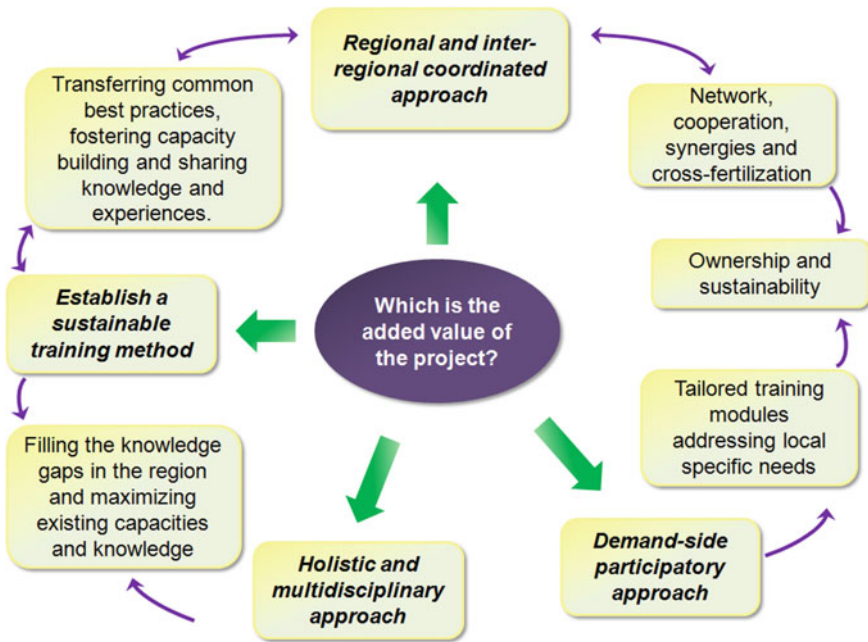 Regional and inter-
regional coordinated
approach
Transferring common
best practices,
fostering capacity
building and sharing
knowledge and
experiences.
Network,
cooperation,
synergies and
cross-fertilization
Ownership and
sustainability
Establish a
sustainable
training method
Which is the
added value of
the project?
Tailored training
modules
addressing local
specific needs
Filling the knowledge
gaps in the region
and maximizing
existing capacities
and knowledge
Holistic and
multidisciplinary
approach
Demand-side
participatory
approach